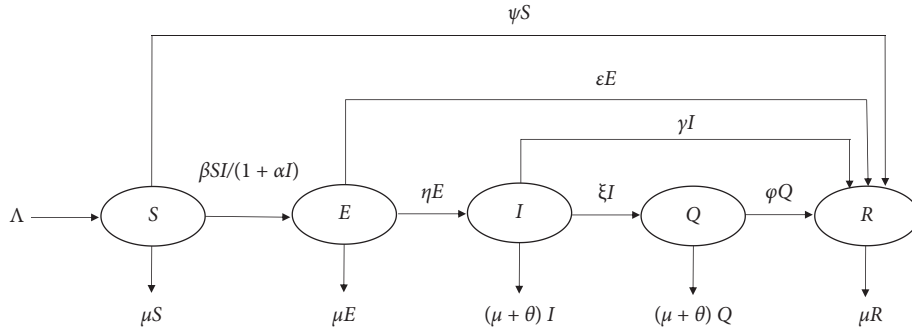 ψS
εE
γI
βSI/(1 + αI)
Λ
S
E
ηE
I
ξI
Q
φQ
R
μS
μE
(μ + θ) I
(μ + θ) Q
μR